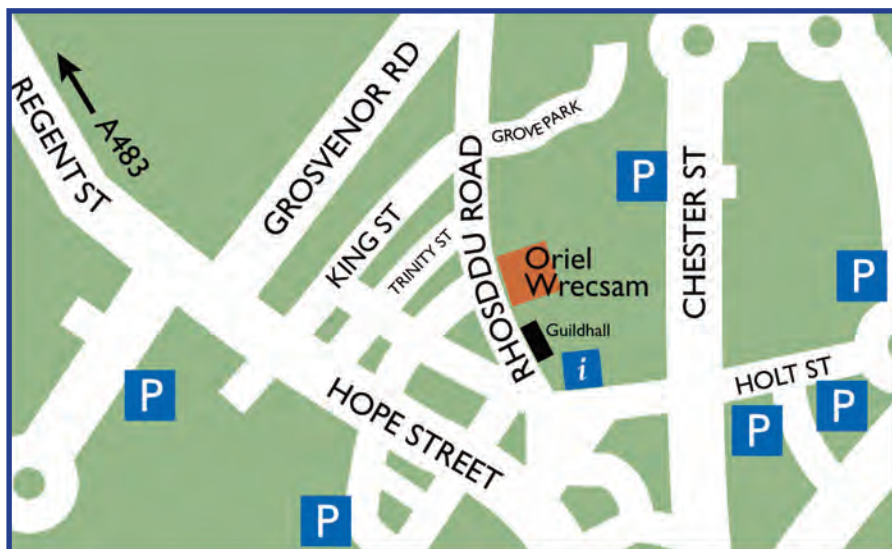 REGENT ST
A483
GROSVENOR RD
KING ST
TRINITY ST
RHOSDDU ROAD
GROVE PARK
P
CHESTER ST
Oriel
Wrecsam
Guildhall
i
P
HOLT ST
P
P
P
HOPE STREET
P